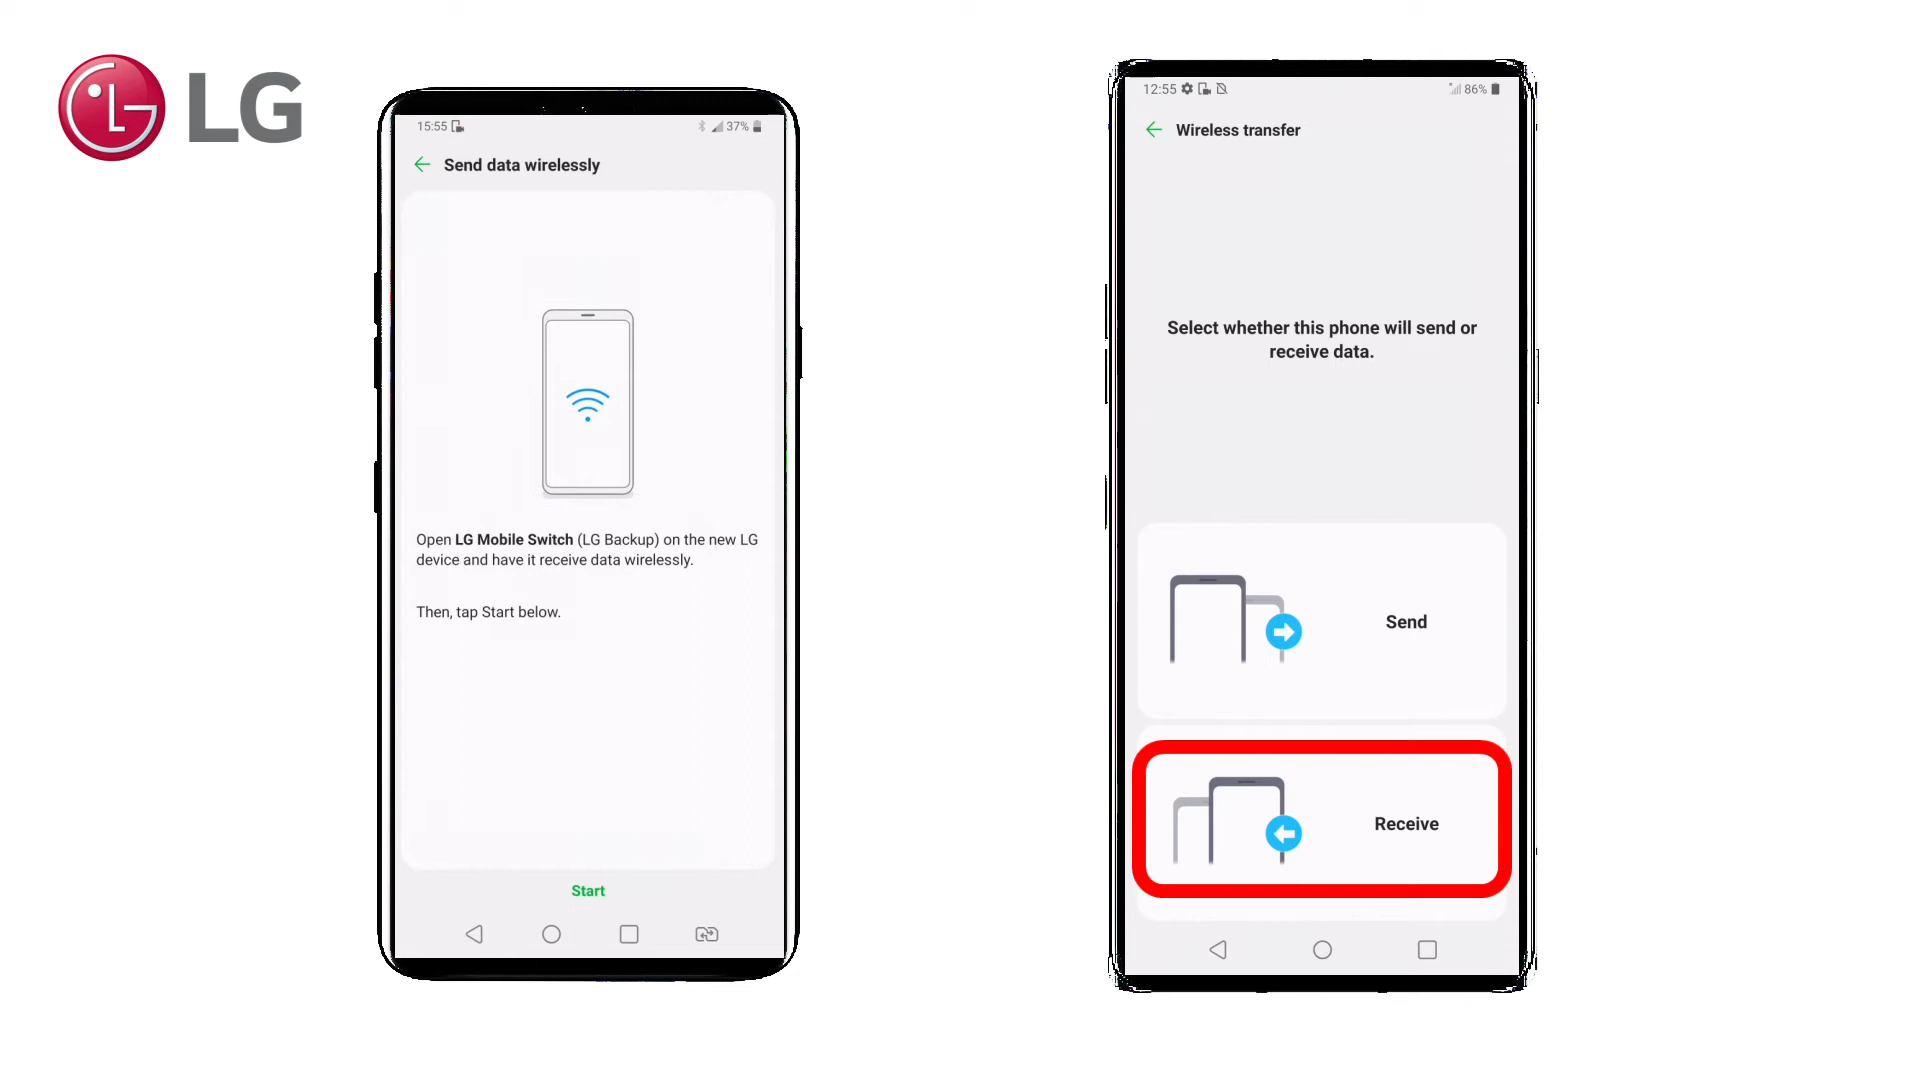 LG
15:55
37%
Send data wirelessly
Open LG Mobile Switch (LG Backup) on the new LG
device and have it receive data wirelessly.
Then, tap Start below.
Start
12:55
86%
Wireless transfer
Select whether this phone will send or
receive data.
Send
Receive